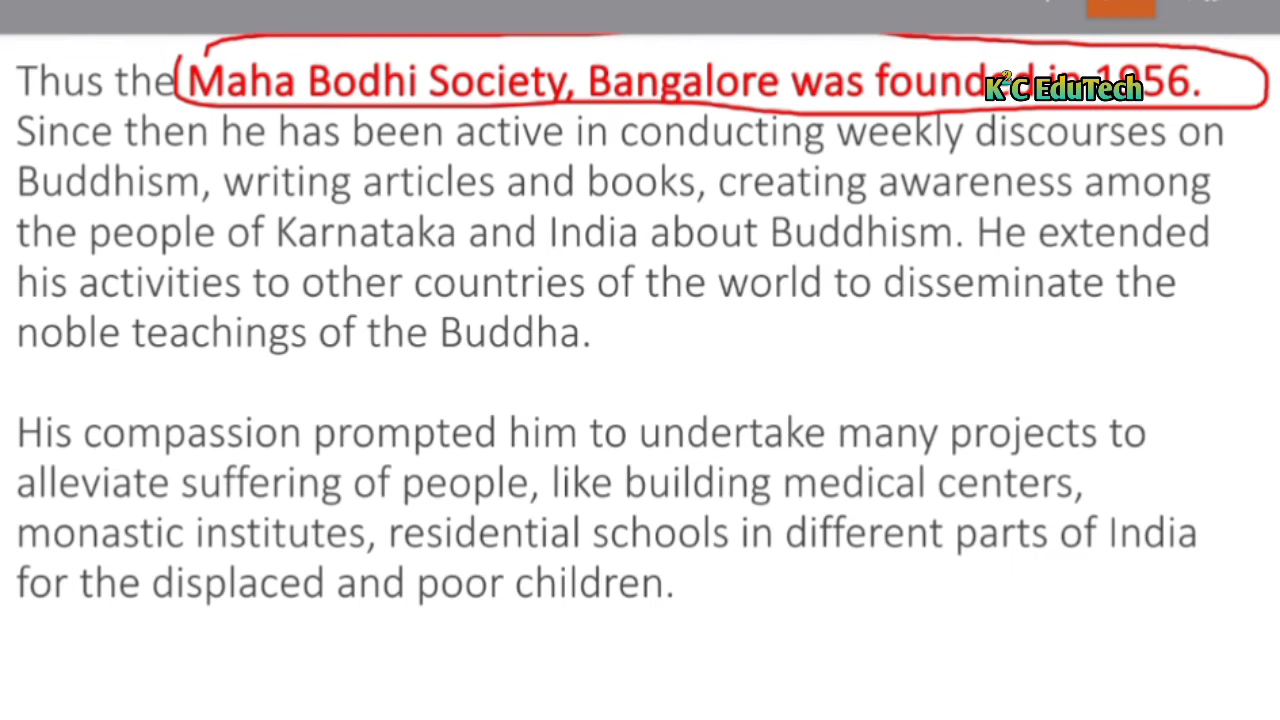 Thus the Maha Bodhi Society, Bangalore was founded in 1956.
K²C EduTech
Since then he has been active in conducting weekly discourses on
Buddhism, writing articles and books, creating awareness among
the people of Karnataka and India about Buddhism. He extended
his activities to other countries of the world to disseminate the
noble teachings of the Buddha.
His compassion prompted him to undertake many projects to
alleviate suffering of people, like building medical centers,
monastic institutes, residential schools in different parts of India
for the displaced and poor children.